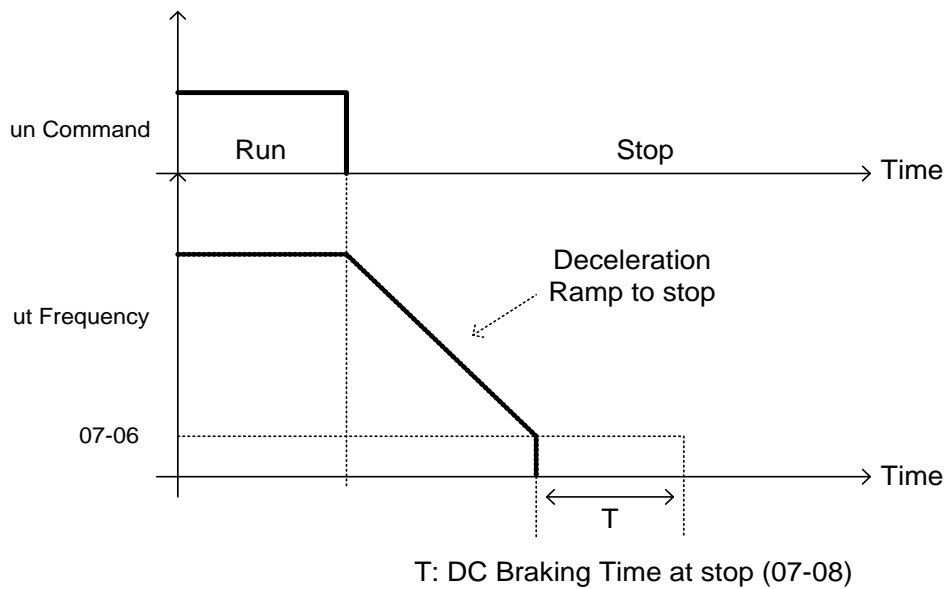 un Command
Run
Stop
Time
Deceleration
Ramp to stop
ut Frequency
07-06
Time
T
T: DC Braking Time at stop (07-08)